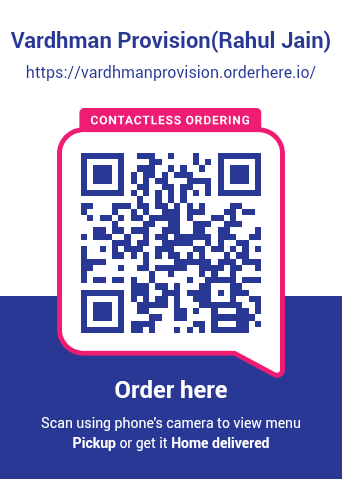 Vardhman Provision(Rahul Jain)
https://vardhmanprovision.orderhere.io/
CONTACTLESS ORDERING
Order here
Scan using phone's camera to view menu
Pickup or get it Home delivered